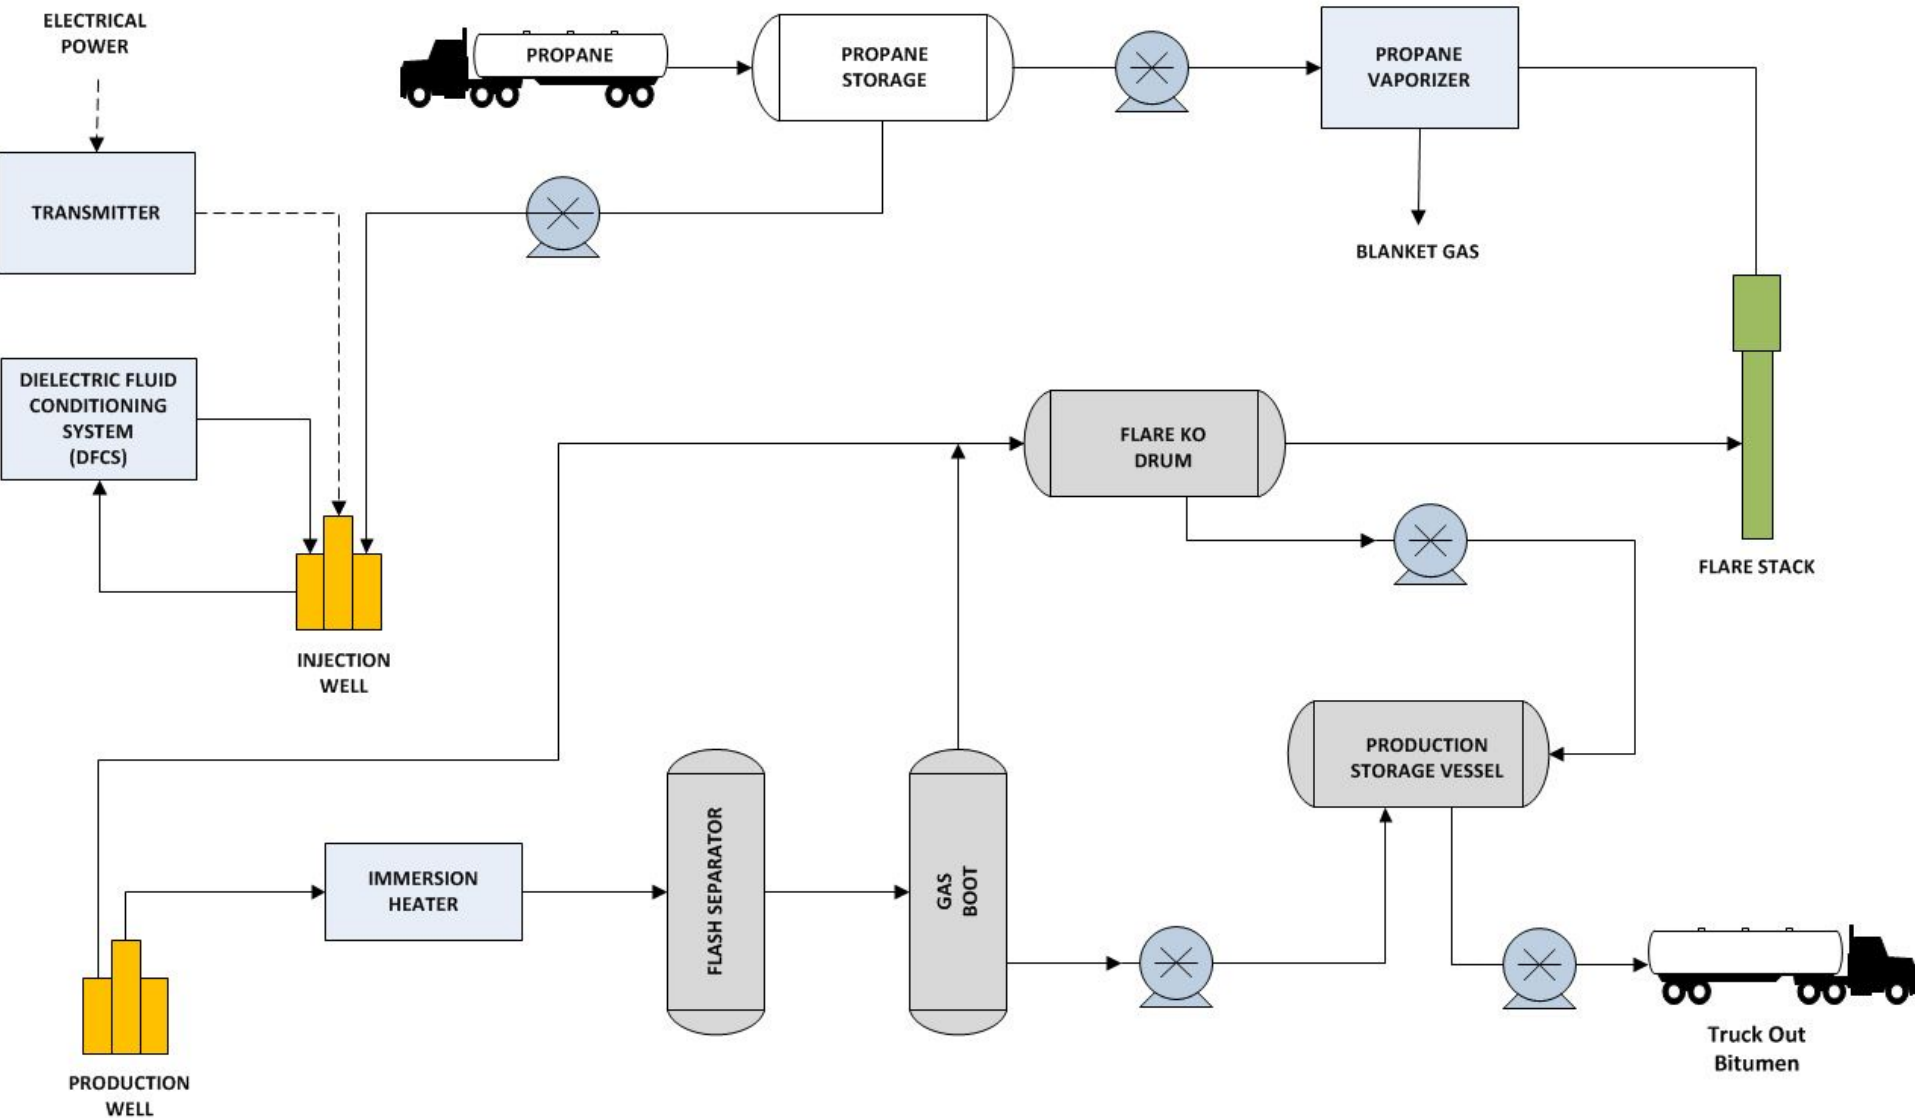 ELECTRICAL
POWER
PROPANE
PROPANE
STORAGE
PROPANE
VAPORIZER
TRANSMITTER
BLANKET GAS
DIELECTRIC FLUID
CONDITIONING
SYSTEM
(DFCS)
FLARE KO
DRUM
FLARE STACK
INJECTION
WELL
PRODUCTION
STORAGE VESSEL
IMMERSION
HEATER
FLASH SEPARATOR
GAS
BOOT
Truck Out
Bitumen
PRODUCTION
WELL